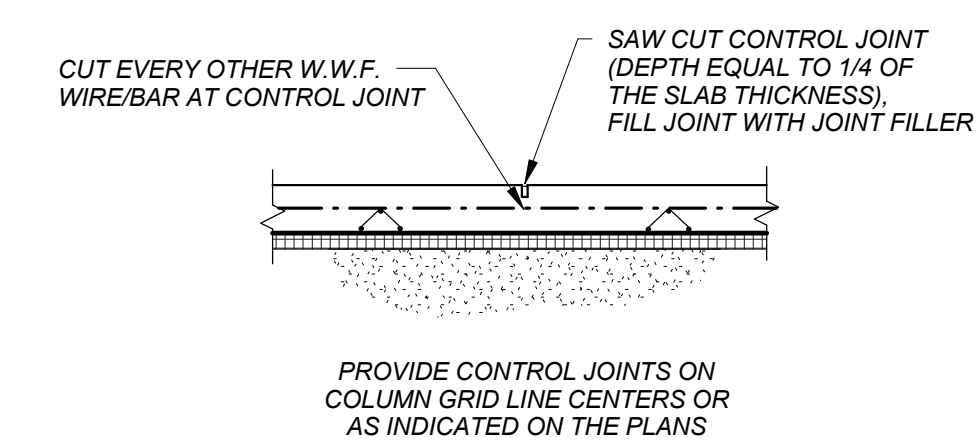 CUT EVERY OTHER W.W.F.
WIRE/BAR AT CONTROL JOINT
SAW CUT CONTROL JOINT
(DEPTH EQUAL TO 1/4 OF
THE SLAB THICKNESS),
FILL JOINT WITH JOINT FILLER
PROVIDE CONTROL JOINTS ON
COLUMN GRID LINE CENTERS OR
AS INDICATED ON THE PLANS